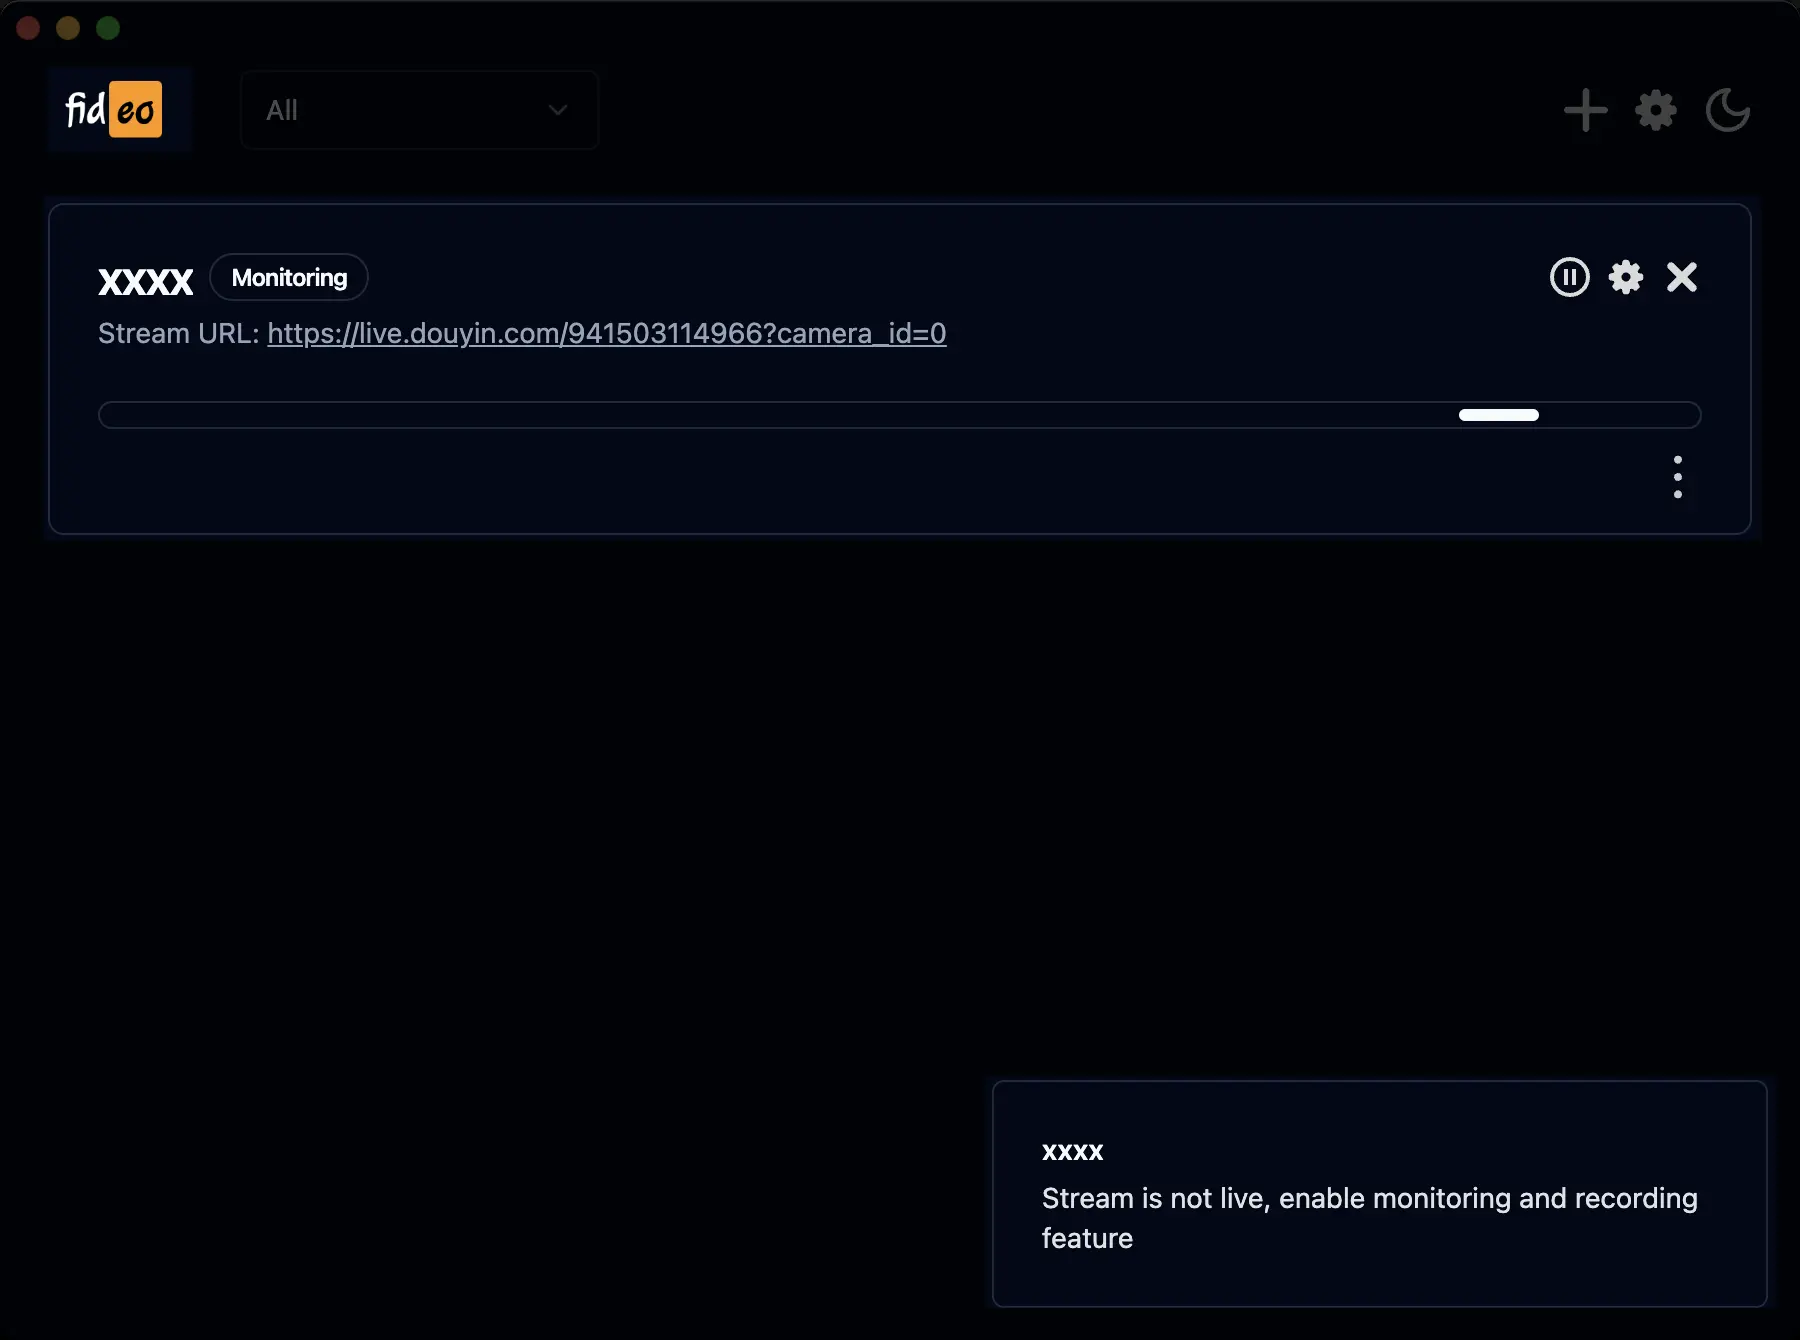 fideo
All
xxxx Monitoring
Stream URL: https://live.douyin.com/941503114966?camera_id=0
xxxx
Stream is not live, enable monitoring and recording
feature